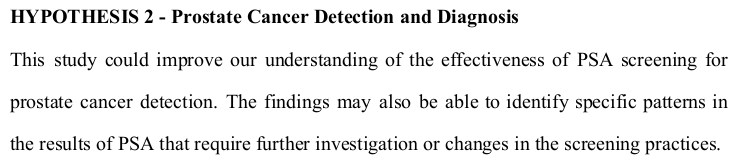 HYPOTHESIS 2 - Prostate Cancer Detection and Diagnosis
This study could improve our understanding of the effectiveness of PSA screening for
prostate cancer detection. The findings may also be able to identify specific patterns in
the results of PSA that require further investigation or changes in the screening practices.